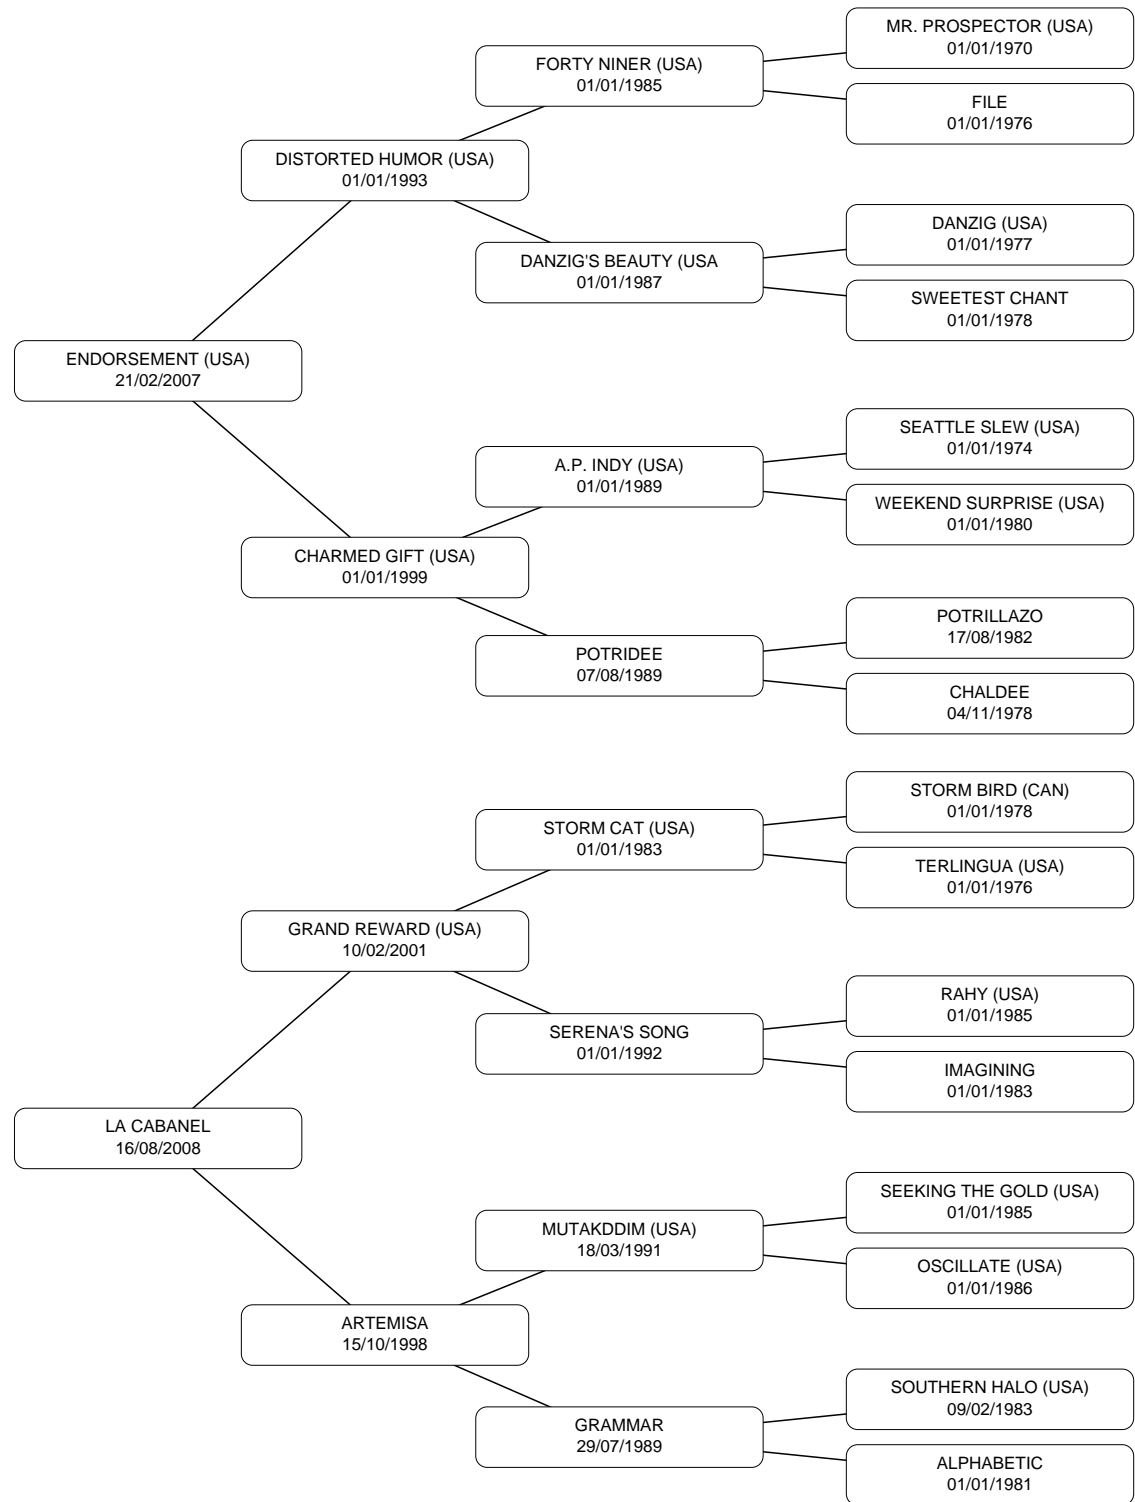 MR. PROSPECTOR (USA)
01/01/1970
FORTY NINER (USA)
01/01/1985
FILE
01/01/1976
DISTORTED HUMOR (USA)
01/01/1993
DANZIG (USA)
01/01/1977
DANZIG'S BEAUTY (USA
01/01/1987
SWEETEST CHANT
01/01/1978
ENDORSEMENT (USA)
21/02/2007
SEATTLE SLEW (USA)
01/01/1974
A.P. INDY (USA)
01/01/1989
WEEKEND SURPRISE (USA)
01/01/1980
CHARMED GIFT (USA)
01/01/1999
POTRILLAZO
17/08/1982
POTRIDEE
07/08/1989
CHALDEE
04/11/1978
STORM BIRD (CAN)
01/01/1978
STORM CAT (USA)
01/01/1983
TERLINGUA (USA)
01/01/1976
GRAND REWARD (USA)
10/02/2001
RAHY (USA)
01/01/1985
SERENA'S SONG
01/01/1992
IMAGINING
01/01/1983
LA CABANEL
16/08/2008
SEEKING THE GOLD (USA)
01/01/1985
MUTAKDDIM (USA)
18/03/1991
OSCILLATE (USA)
01/01/1986
ARTEMISA
15/10/1998
SOUTHERN HALO (USA)
09/02/1983
GRAMMAR
29/07/1989
ALPHABETIC
01/01/1981